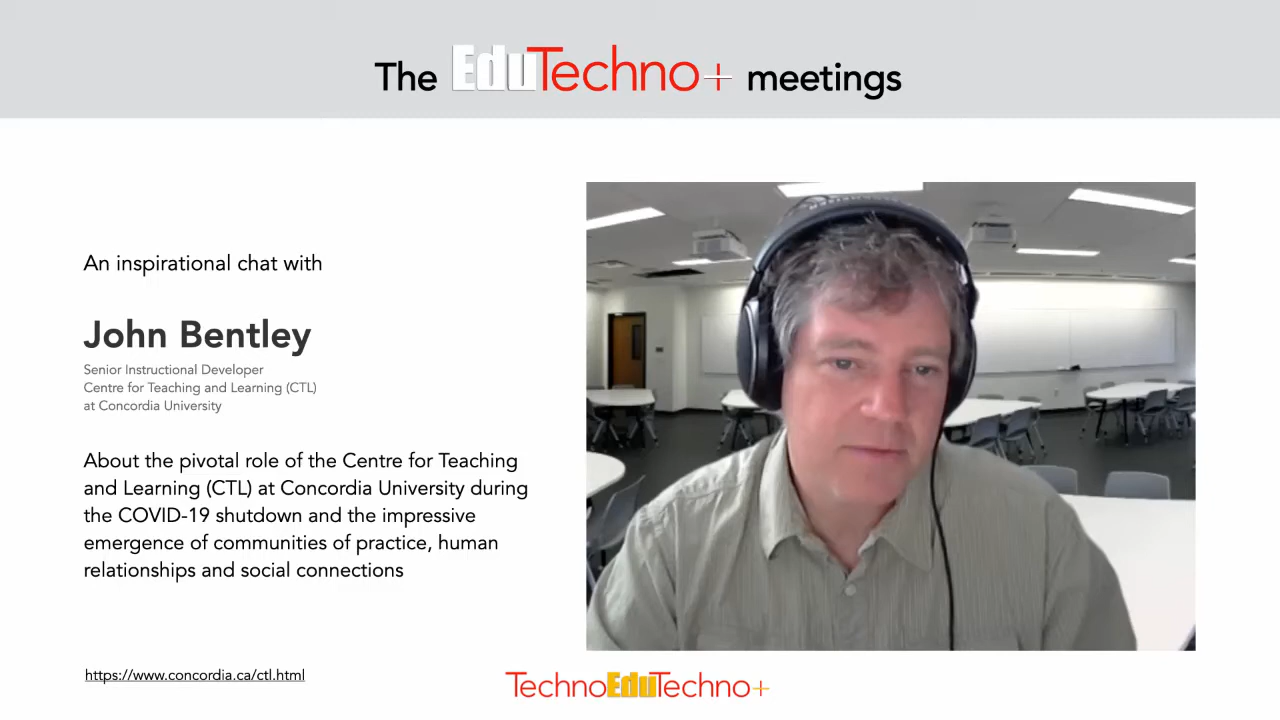 The EduTechno+ meetings
An inspirational chat with
John Bentley
Senior Instructional Developer
Centre for Teaching and Learning (CTL)
at Concordia University
About the pivotal role of the Centre for Teaching
and Learning (CTL) at Concordia University during
the COVID-19 shutdown and the impressive
emergence of communities of practice, human
relationships and social connections
https://www.concordia.ca/ctl.html
TechnoEduTechno+